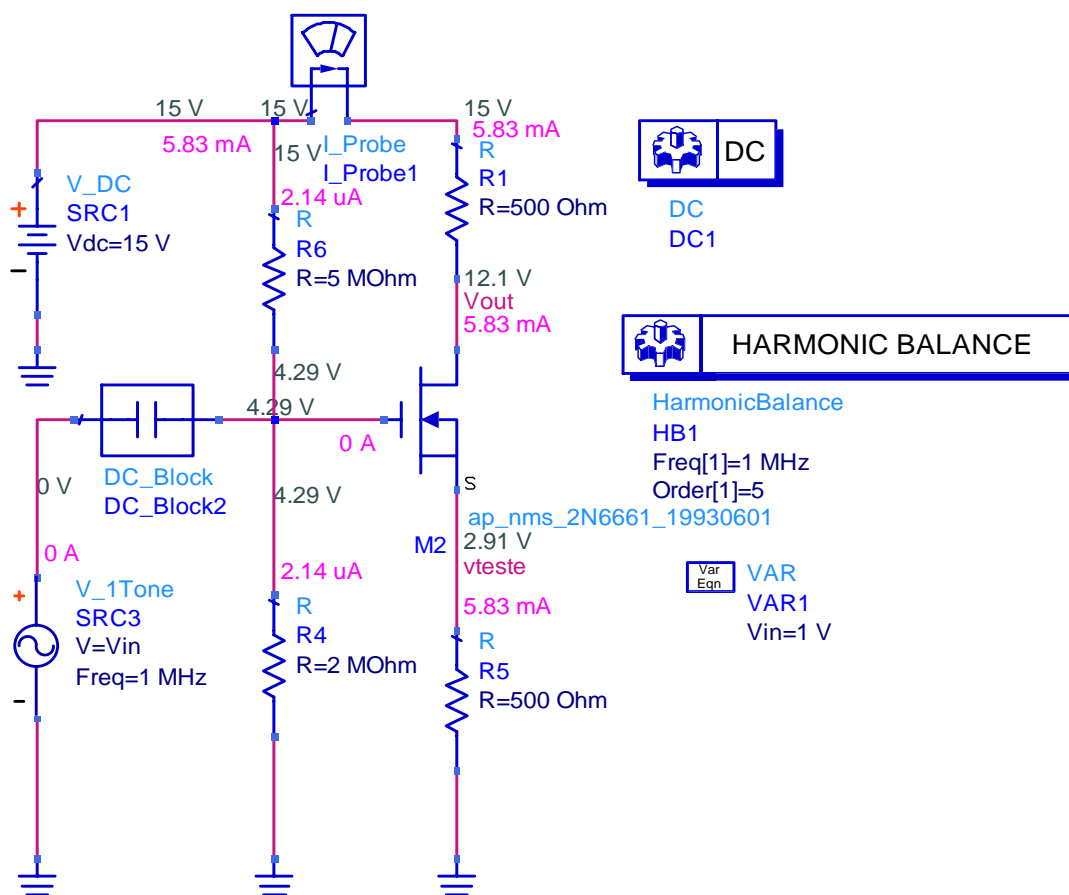 15 V
15 V
15 V
5.83 mA
I_Probe
I_Probe1
5.83 mA
15 V
R
R1
R=500 Ohm
DC
DC
DC1
V_DC
SRC1
Vdc=15 V
+
−
2.14 uA
R
R6
R=5 MOhm
12.1 V
Vout
5.83 mA
HARMONIC BALANCE
HarmonicBalance
HB1
Freq[1]=1 MHz
Order[1]=5
4.29 V
4.29 V
0 A
DC_Block
DC_Block2
0 V
4.29 V
S
ap_nms_2N6661_19930601
M2
2.91 V
vteste
0 A
V_1Tone
SRC3
V=Vin
Freq=1 MHz
+
-
2.14 uA
R
R4
R=2 MOhm
5.83 mA
R
R5
R=500 Ohm
Var
Eqn
VAR
VAR1
Vin=1 V